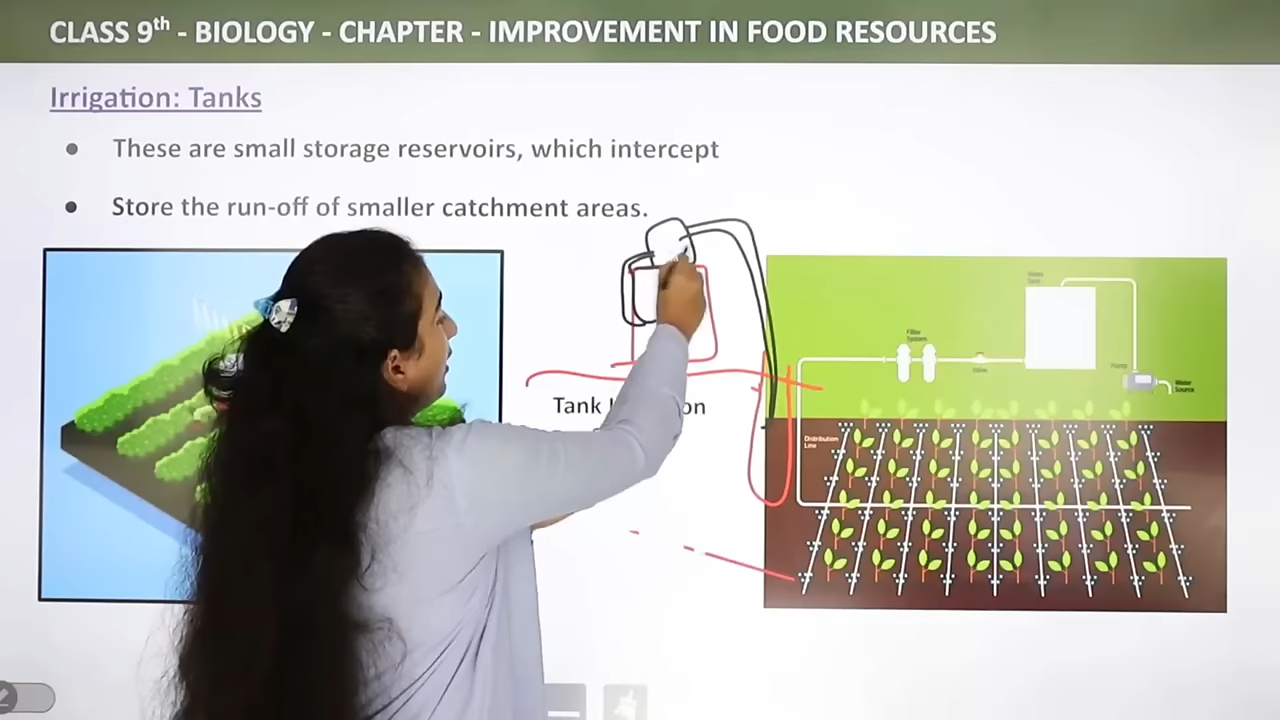 CLASS 9th - BIOLOGY - CHAPTER - IMPROVEMENT IN FOOD RESOURCES
Irrigation: Tanks
• These are small storage reservoirs, which intercept
• Store the run-off of smaller catchment areas.
Water
Tank
Filter
System
Valve
Pump
Water
Source
Tank
Distribution
Line